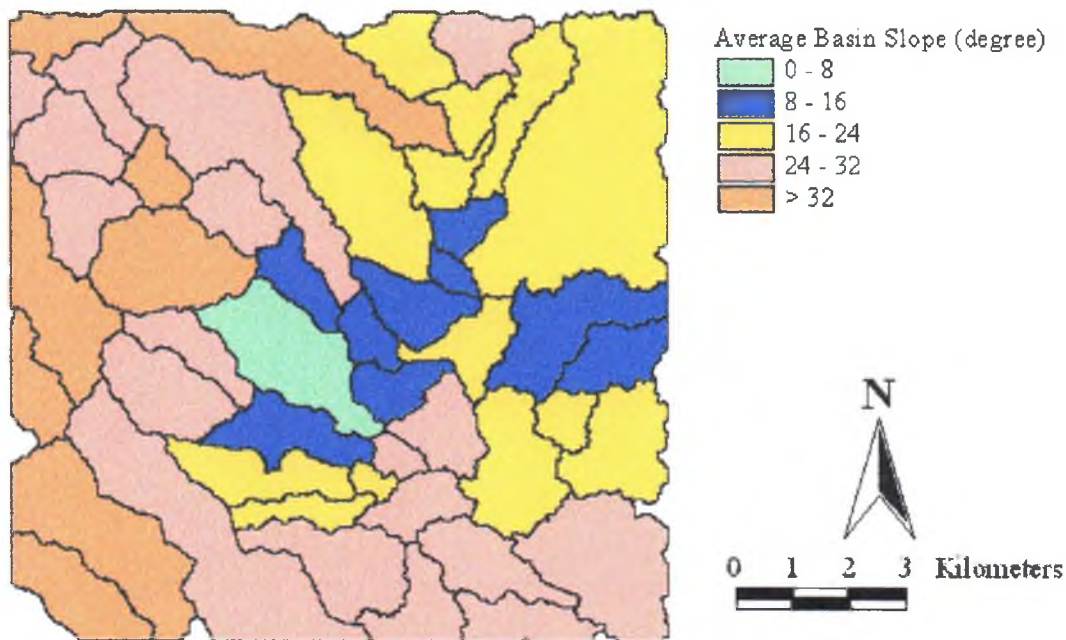 Average Basin Slope (degree)
0 - 8
8 - 16
16 - 24
24 - 32
> 32
N
0 1 2 3 Kilometers